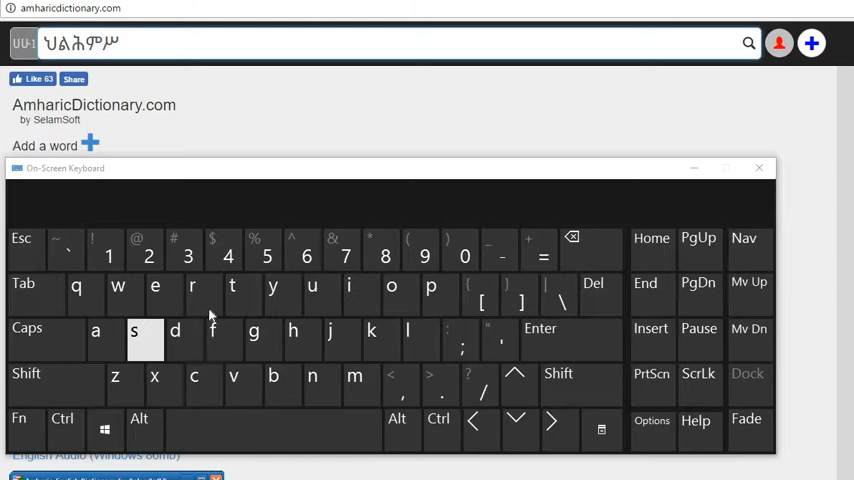 amharicdictionary.com
ህልሕምሥ
Like 63 Share
AmharicDictionary.com
by SelamSoft
Add a word
On-Screen Keyboard
Esc ~ ` ! 1 @ 2 # 3 $ 4 % 5 ^ 6 & 7 * 8 ( 9 ) 0 _ - + = Home PgUp Nav
Tab q w e r t y u i o p { [ } ] | \ Del End PgDn Mv Up
Caps a s d f g h j k l : ; " ' Enter Insert Pause Mv Dn
Shift z x c v b n m < , > . ? / Shift PrtScn ScrLk Dock
Fn Ctrl Alt Alt Ctrl Options Help Fade
English Audio (Windows 86mb)